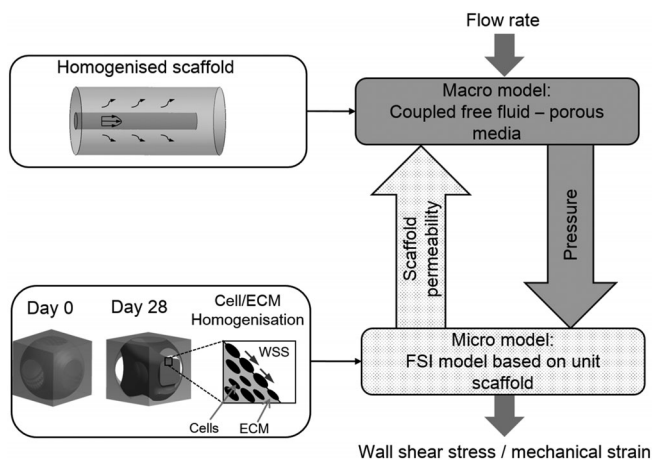 Flow rate
Homogenised scaffold
Macro model:
Coupled free fluid – porous
media
Scaffold
permeability
Pressure
Day 0
Day 28
Cell/ECM
Homogenisation
WSS
Cells
ECM
Micro model:
FSI model based on unit
scaffold
Wall shear stress / mechanical strain